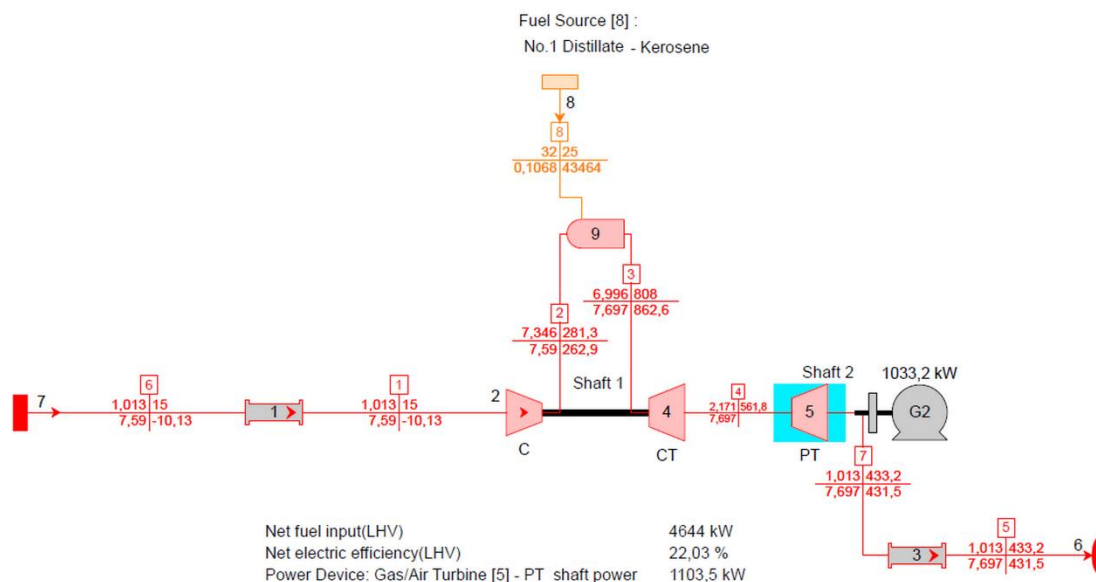 Fuel Source [8] :
No.1 Distillate - Kerosene
8
8
32 25
0,1068 43464
9
3
6,996 808
7,697 862,6
2
7,346 281,3
7,59 262,9
Shaft 1
7
6
1,013 15
7,59 -10,13
1
1
1,013 15
7,59 -10,13
2
C
4
CT
4
2,171 561,8
7,697
Shaft 2
5
PT
1033,2 kW
G2
7
1,013 433,2
7,697 431,5
3
5
1,013 433,2
7,697 431,5
6
Net fuel input(LHV) 4644 kW
Net electric efficiency(LHV) 22,03 %
Power Device: Gas/Air Turbine [5] - PT shaft power 1103,5 kW